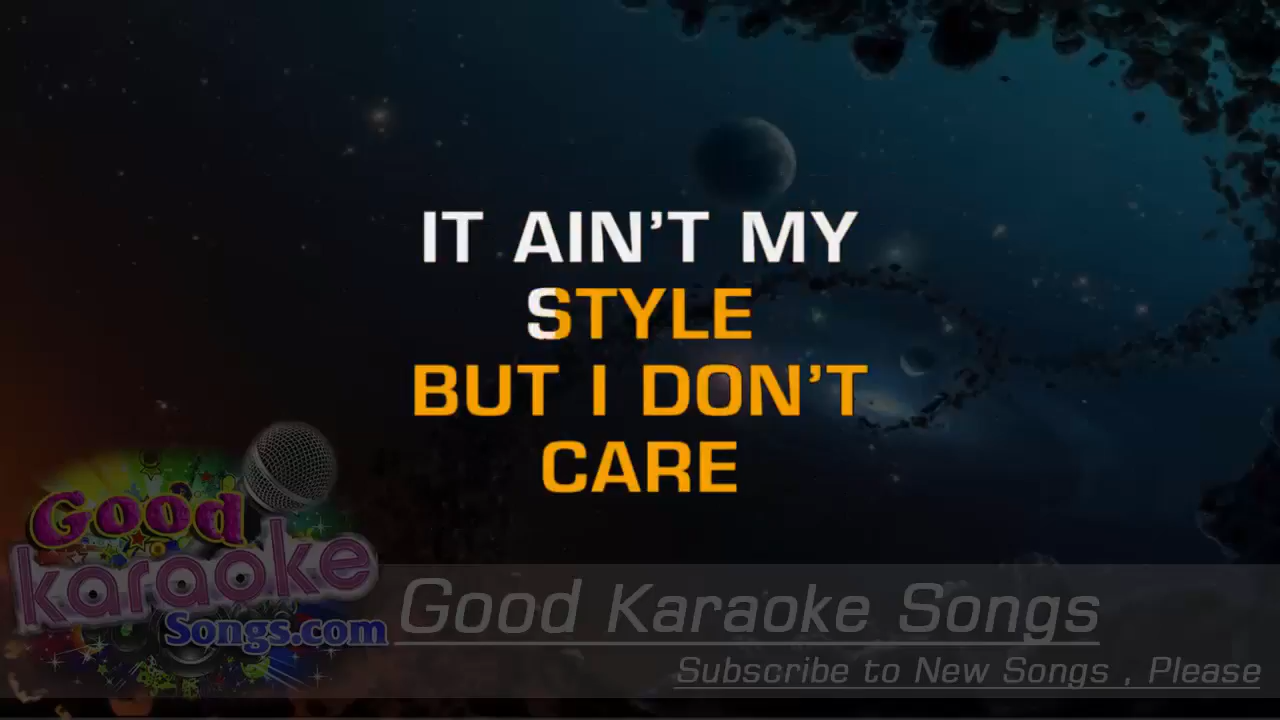 IT AIN'T MY
STYLE
BUT I DON'T
CARE
Good
karaoke
Songs.com
Good Karaoke Songs
Subscribe to New Songs , Please